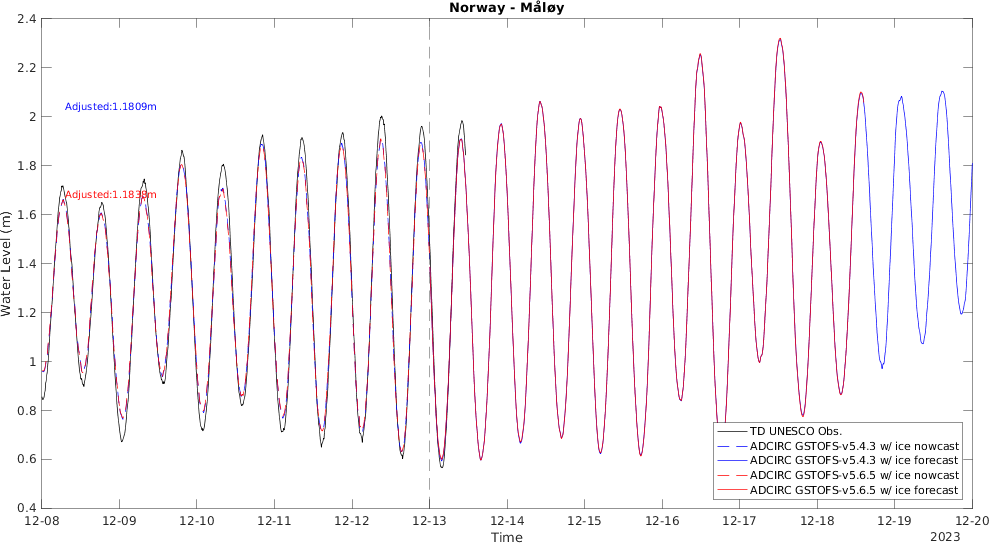 Norway - Måløy
2.4
2.2
2
1.8
1.6
1.4
1.2
1
0.8
0.6
0.4
Water Level (m)
Adjusted:1.1809m
Adjusted:1.1838m
TD UNESCO Obs.
ADCIRC GSTOFS-v5.4.3 w/ ice nowcast
ADCIRC GSTOFS-v5.4.3 w/ ice forecast
ADCIRC GSTOFS-v5.6.5 w/ ice nowcast
ADCIRC GSTOFS-v5.6.5 w/ ice forecast
12-08 12-09 12-10 12-11 12-12 12-13 12-14 12-15 12-16 12-17 12-18 12-19 12-20
Time
2023